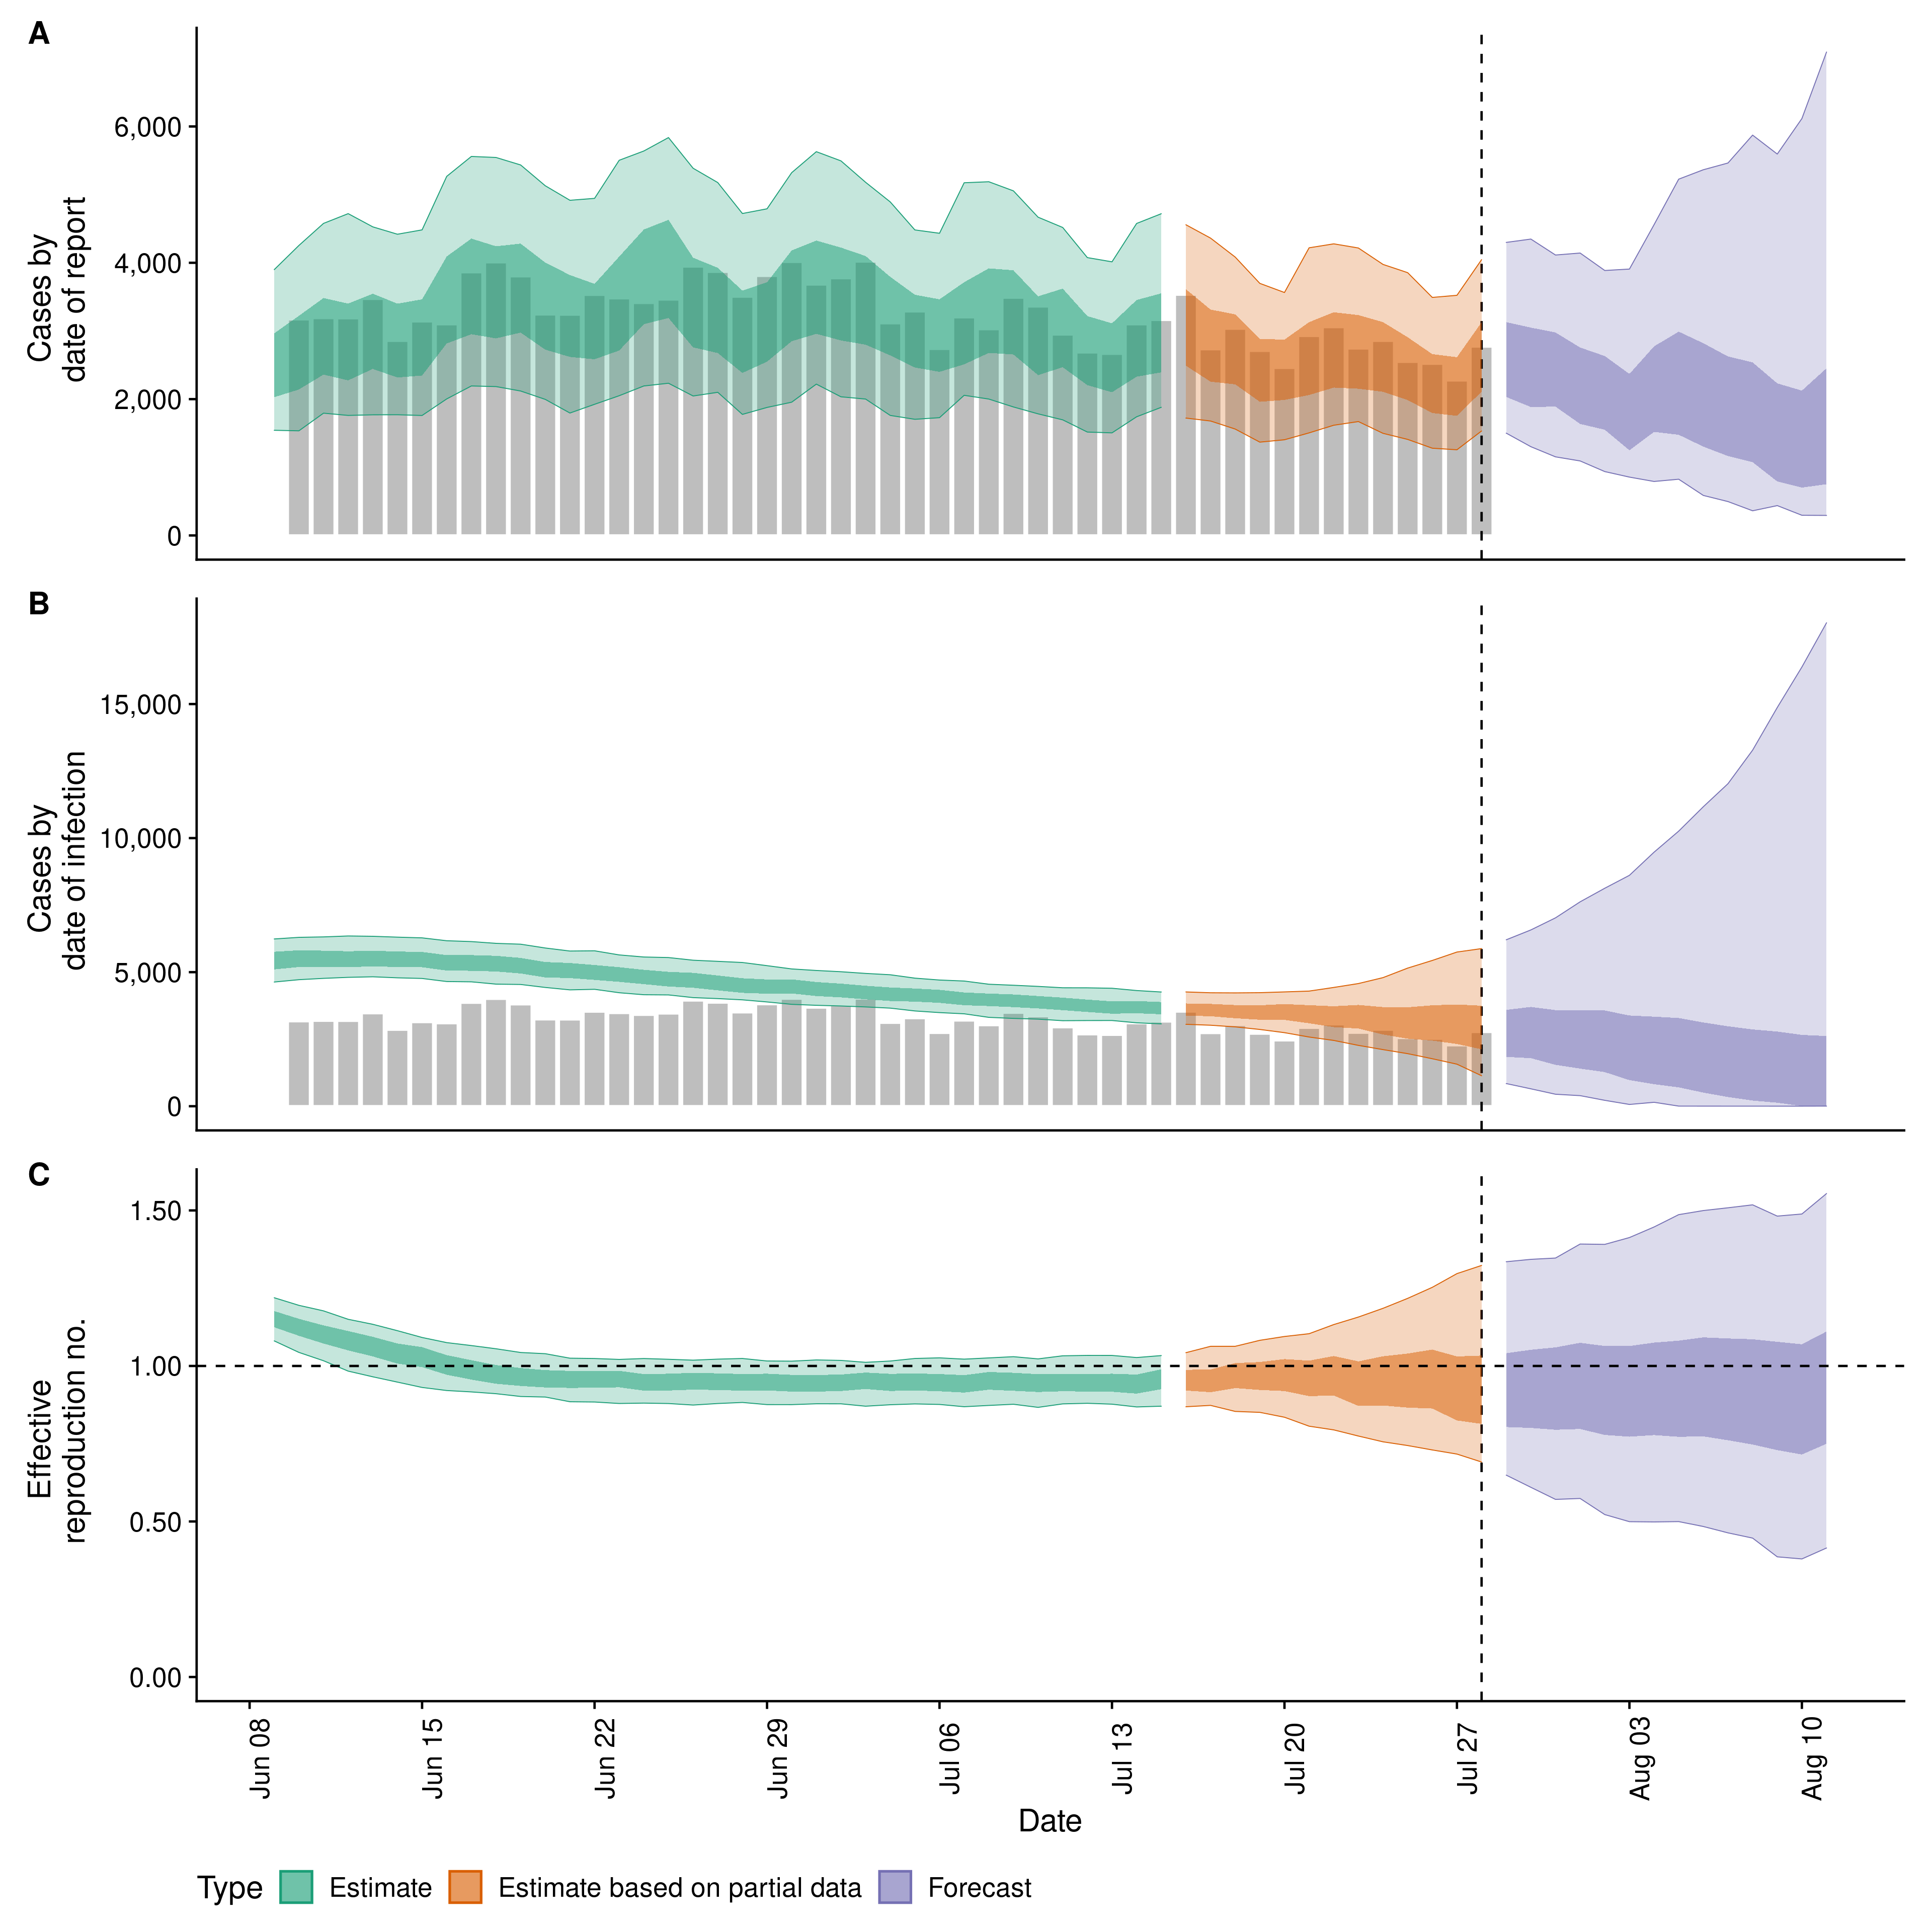 A
Cases by
date of report
6,000
4,000
2,000
0
B
Cases by
date of infection
15,000
10,000
5,000
0
C
Effective
reproduction no.
1.50
1.00
0.50
0.00
Jun 08
Jun 15
Jun 22
Jun 29
Jul 06
Jul 13
Jul 20
Jul 27
Aug 03
Aug 10
Date
Type Estimate Estimate based on partial data Forecast